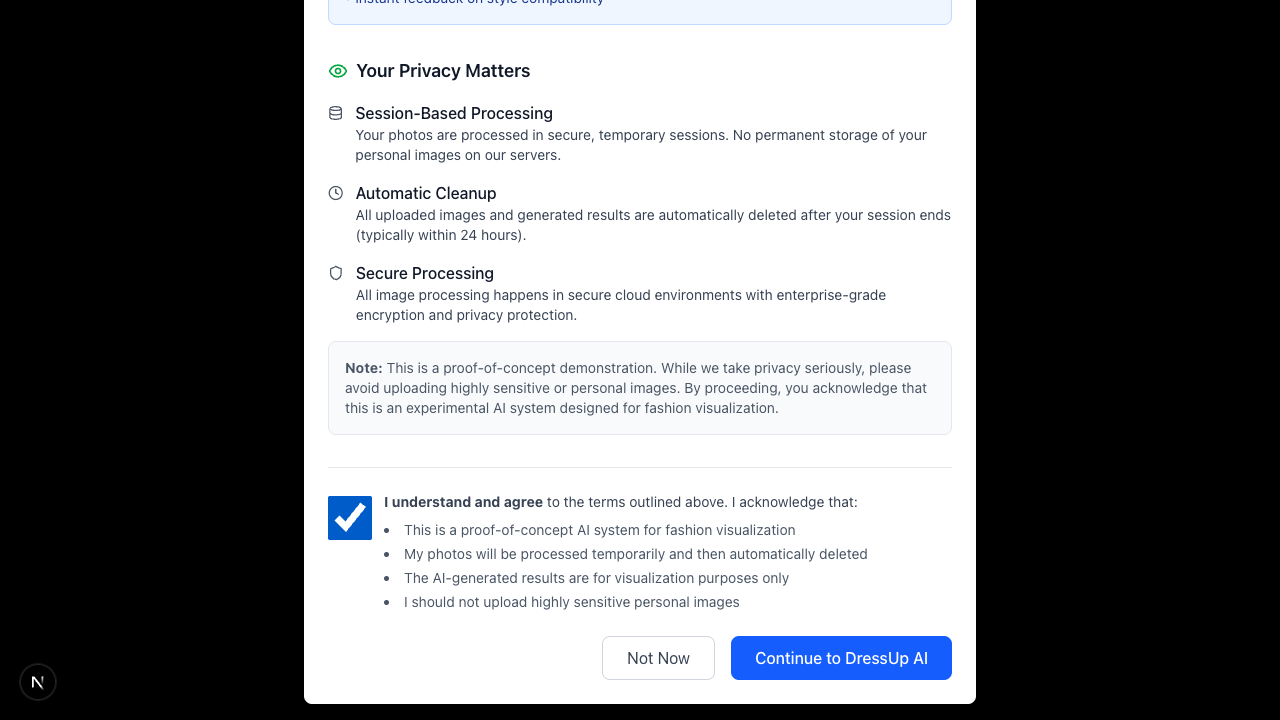 Instant feedback on style compatibility
Your Privacy Matters
Session-Based Processing
Your photos are processed in secure, temporary sessions. No permanent storage of your
personal images on our servers.
Automatic Cleanup
All uploaded images and generated results are automatically deleted after your session ends
(typically within 24 hours).
Secure Processing
All image processing happens in secure cloud environments with enterprise-grade
encryption and privacy protection.
Note: This is a proof-of-concept demonstration. While we take privacy seriously, please
avoid uploading highly sensitive or personal images. By proceeding, you acknowledge that
this is an experimental AI system designed for fashion visualization.
I understand and agree to the terms outlined above. I acknowledge that:
• This is a proof-of-concept AI system for fashion visualization
• My photos will be processed temporarily and then automatically deleted
• The AI-generated results are for visualization purposes only
• I should not upload highly sensitive personal images
Not Now
Continue to DressUp AI
N